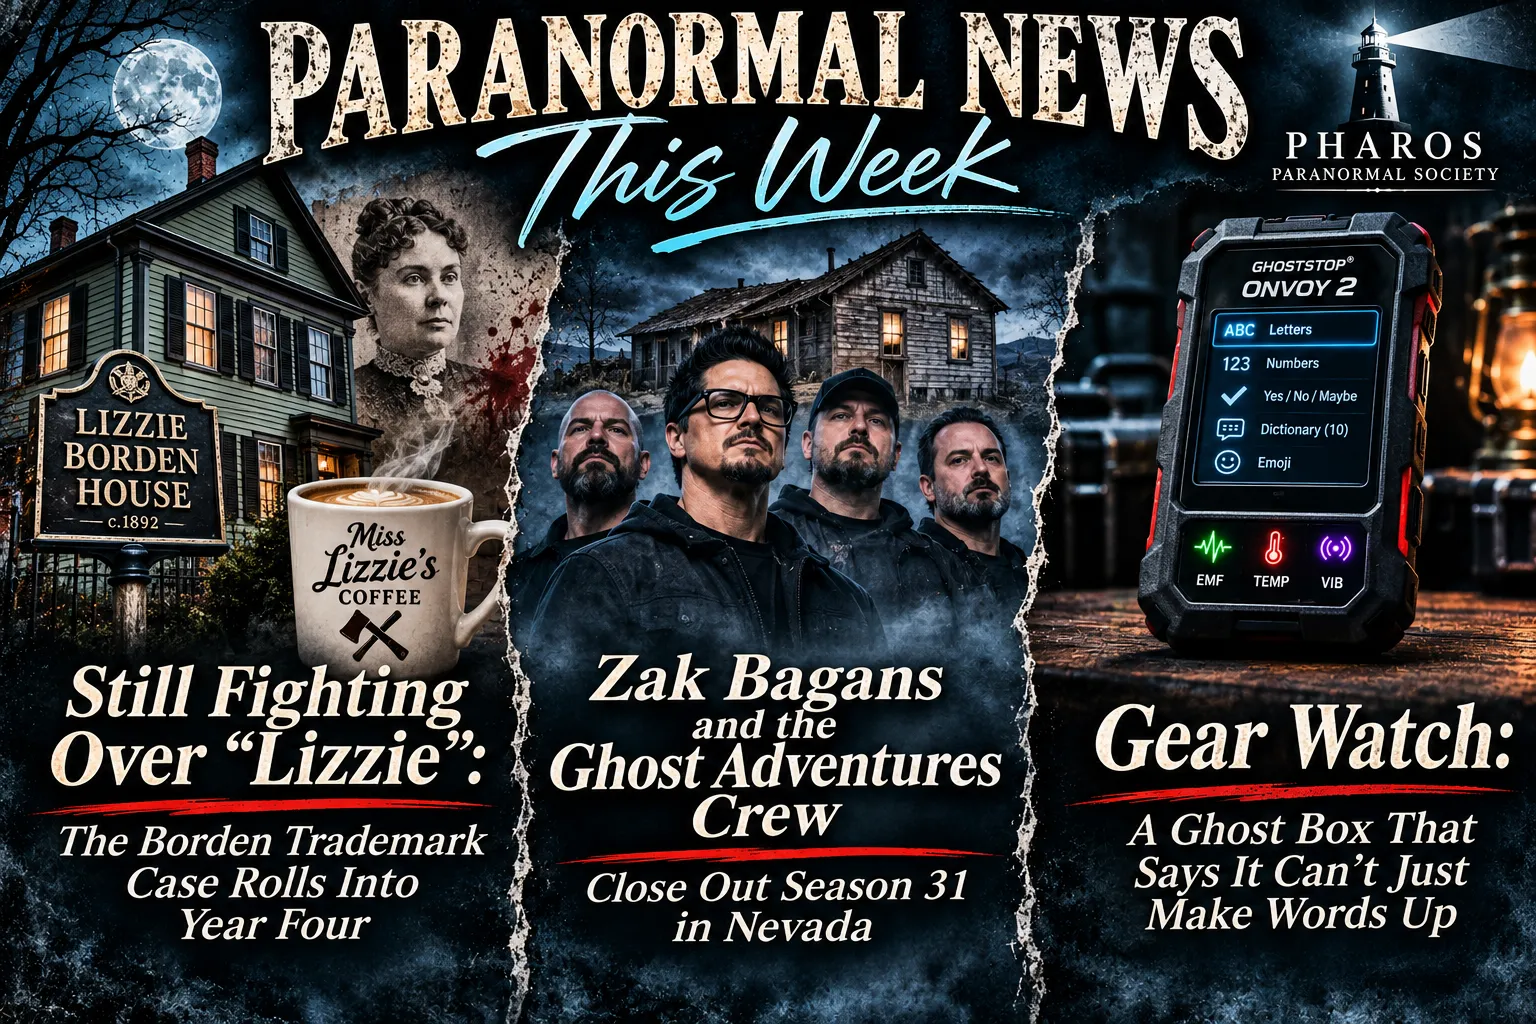 PARANORMAL NEWS
This Week
PHAROS
PARANORMAL SOCIETY
LIZZIE
BORDEN
HOUSE
c.1892
Miss
Lizzie's
COFFEE
Still Fighting
Over “Lizzie”:
The Borden Trademark
Case Rolls Into
Year Four
Zak Bagans
and the
Ghost Adventures
Crew
Close Out Season 31
in Nevada
GHOSTSTOP®
ONVOY 2
ABC Letters
123 Numbers
Yes / No / Maybe
Dictionary (10)
Emoji
EMF TEMP VIB
Gear Watch:
A Ghost Box That
Says It Can’t Just
Make Words Up